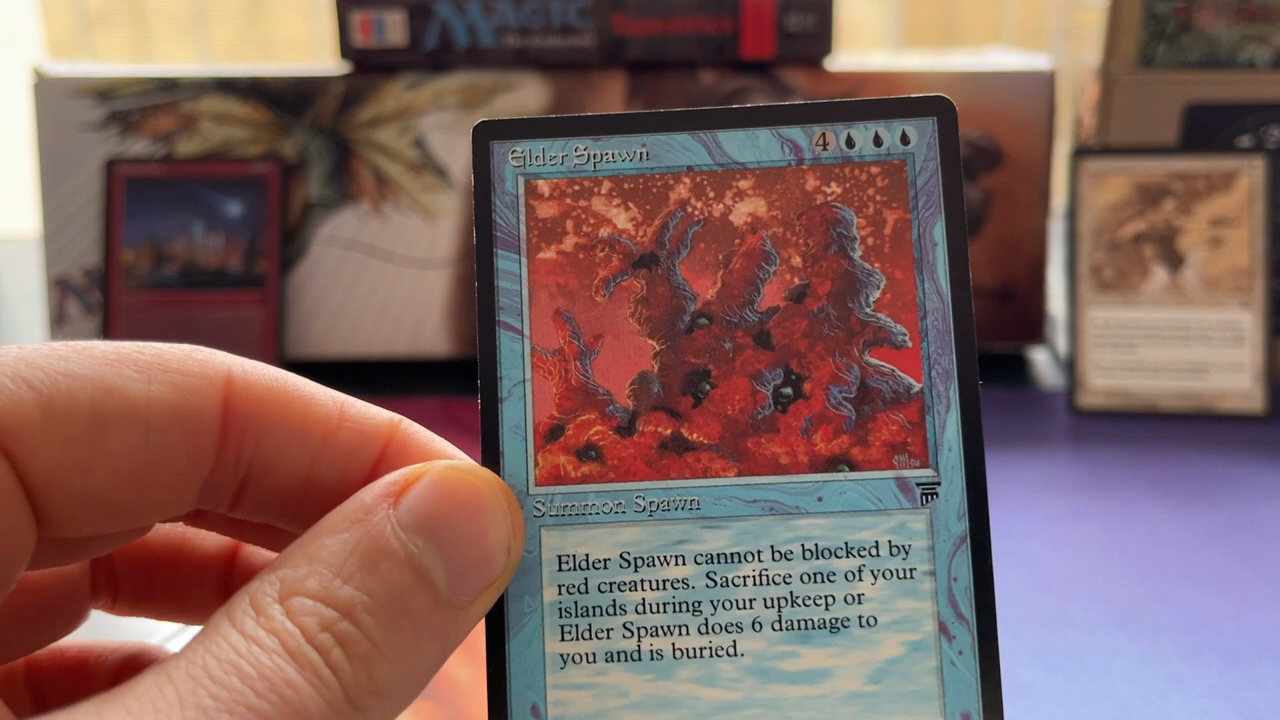 MAGIC
Elder Spawn 4
Summon Spawn
Elder Spawn cannot be blocked by
red creatures. Sacrifice one of your
islands during your upkeep or
Elder Spawn does 6 damage to
you and is buried.